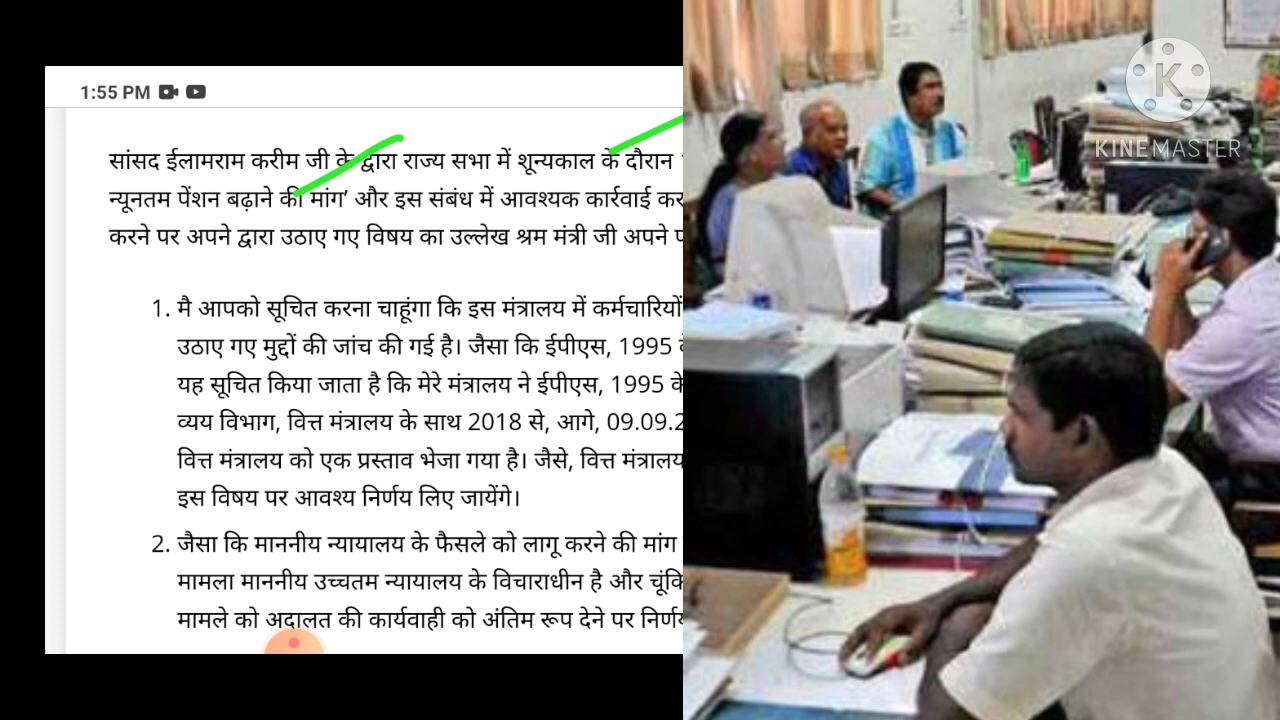 1:55 PM
सांसद ईलामराम करीम जी के द्वारा राज्य सभा में शून्यकाल के दौरान
न्यूनतम पेंशन बढ़ाने की मांग’ और इस संबंध में आवश्यक कार्रवाई कर
करने पर अपने द्वारा उठाए गए विषय का उल्लेख श्रम मंत्री जी अपने
1. मै आपको सूचित करना चाहूंगा कि इस मंत्रालय में कर्मचारियों
उठाए गए मुद्दों की जांच की गई है। जैसा कि ईपीएस, 1995
यह सूचित किया जाता है कि मेरे मंत्रालय ने ईपीएस, 1995 के
व्यय विभाग, वित्त मंत्रालय के साथ 2018 से, आगे, 09.09.2
वित्त मंत्रालय को एक प्रस्ताव भेजा गया है। जैसे, वित्त मंत्रालय
इस विषय पर आवश्य निर्णय लिए जायेंगे।
2. जैसा कि माननीय न्यायालय के फैसले को लागू करने की मांग
मामला माननीय उच्चतम न्यायालय के विचाराधीन है और चूंकि
मामले को अदालत की कार्यवाही को अंतिम रूप देने पर निर्णय
K
KINEMASTER